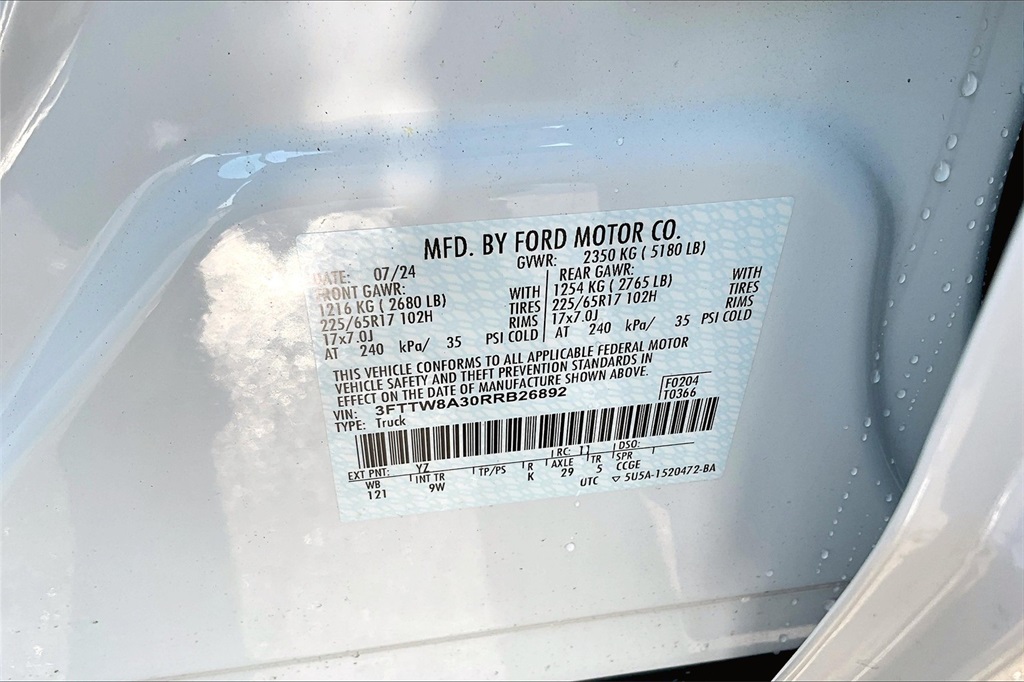 MFD. BY FORD MOTOR CO.
DATE: 07/24 GVWR: 2350 KG ( 5180 LB)
FRONT GAWR: REAR GAWR:
1216 KG ( 2680 LB) WITH 1254 KG ( 2765 LB) WITH
225/65R17 102H TIRES 225/65R17 102H TIRES
17x7.0J RIMS 17x7.0J RIMS
AT 240 kPa/ 35 PSI COLD AT 240 kPa/ 35 PSI COLD
THIS VEHICLE CONFORMS TO ALL APPLICABLE FEDERAL MOTOR
VEHICLE SAFETY AND THEFT PREVENTION STANDARDS IN
EFFECT ON THE DATE OF MANUFACTURE SHOWN ABOVE.
VIN: 3FTTW8A30RRB26892 F0204
TYPE: Truck T0366
EXT PNT: YZ RC: 11 DSO:
WB INT TR TP/PS R AXLE TR SPR
121 9W K 29 5 CCGE
UTC 5U5A-1520472-BA